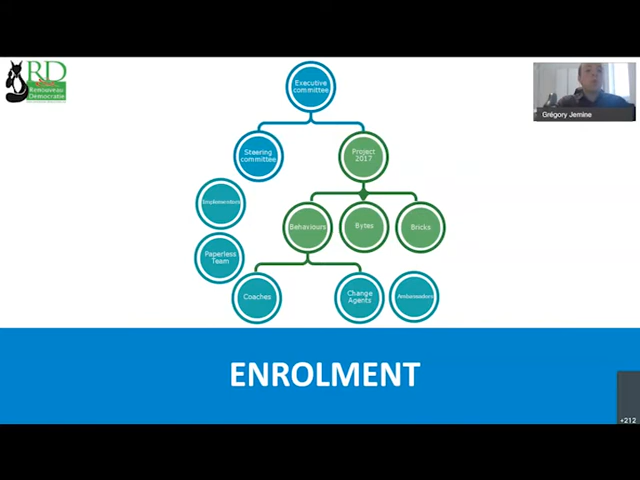 RD
Renouveau
Démocratie
Executive
committee
Grégory Jemine
Steering
committee
Project
2017
Implementors
Behaviours
Bytes
Bricks
Paperless
Team
Coaches
Change
Agents
Ambassadors
ENROLMENT
+212